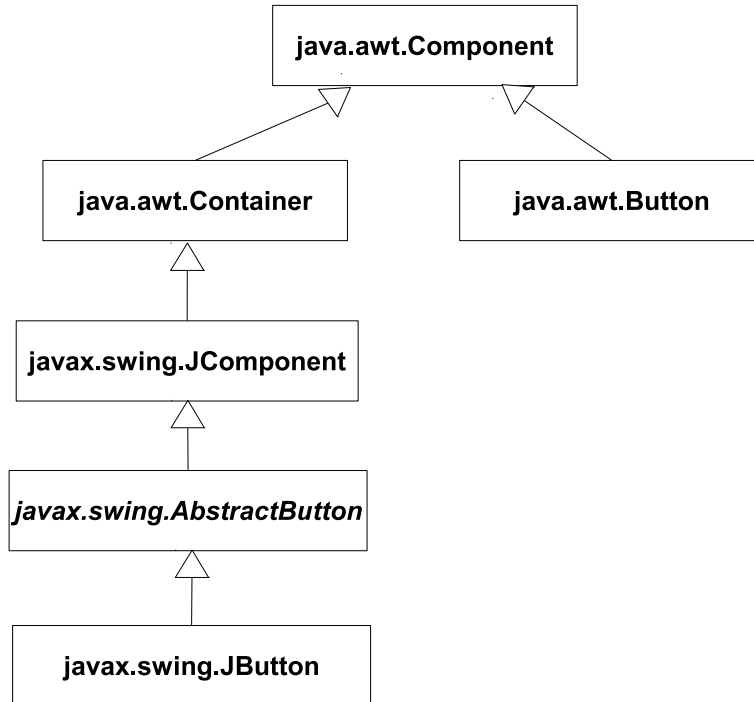 java.awt.Component
java.awt.Container
java.awt.Button
javax.swing.JComponent
javax.swing.AbstractButton
javax.swing.JButton